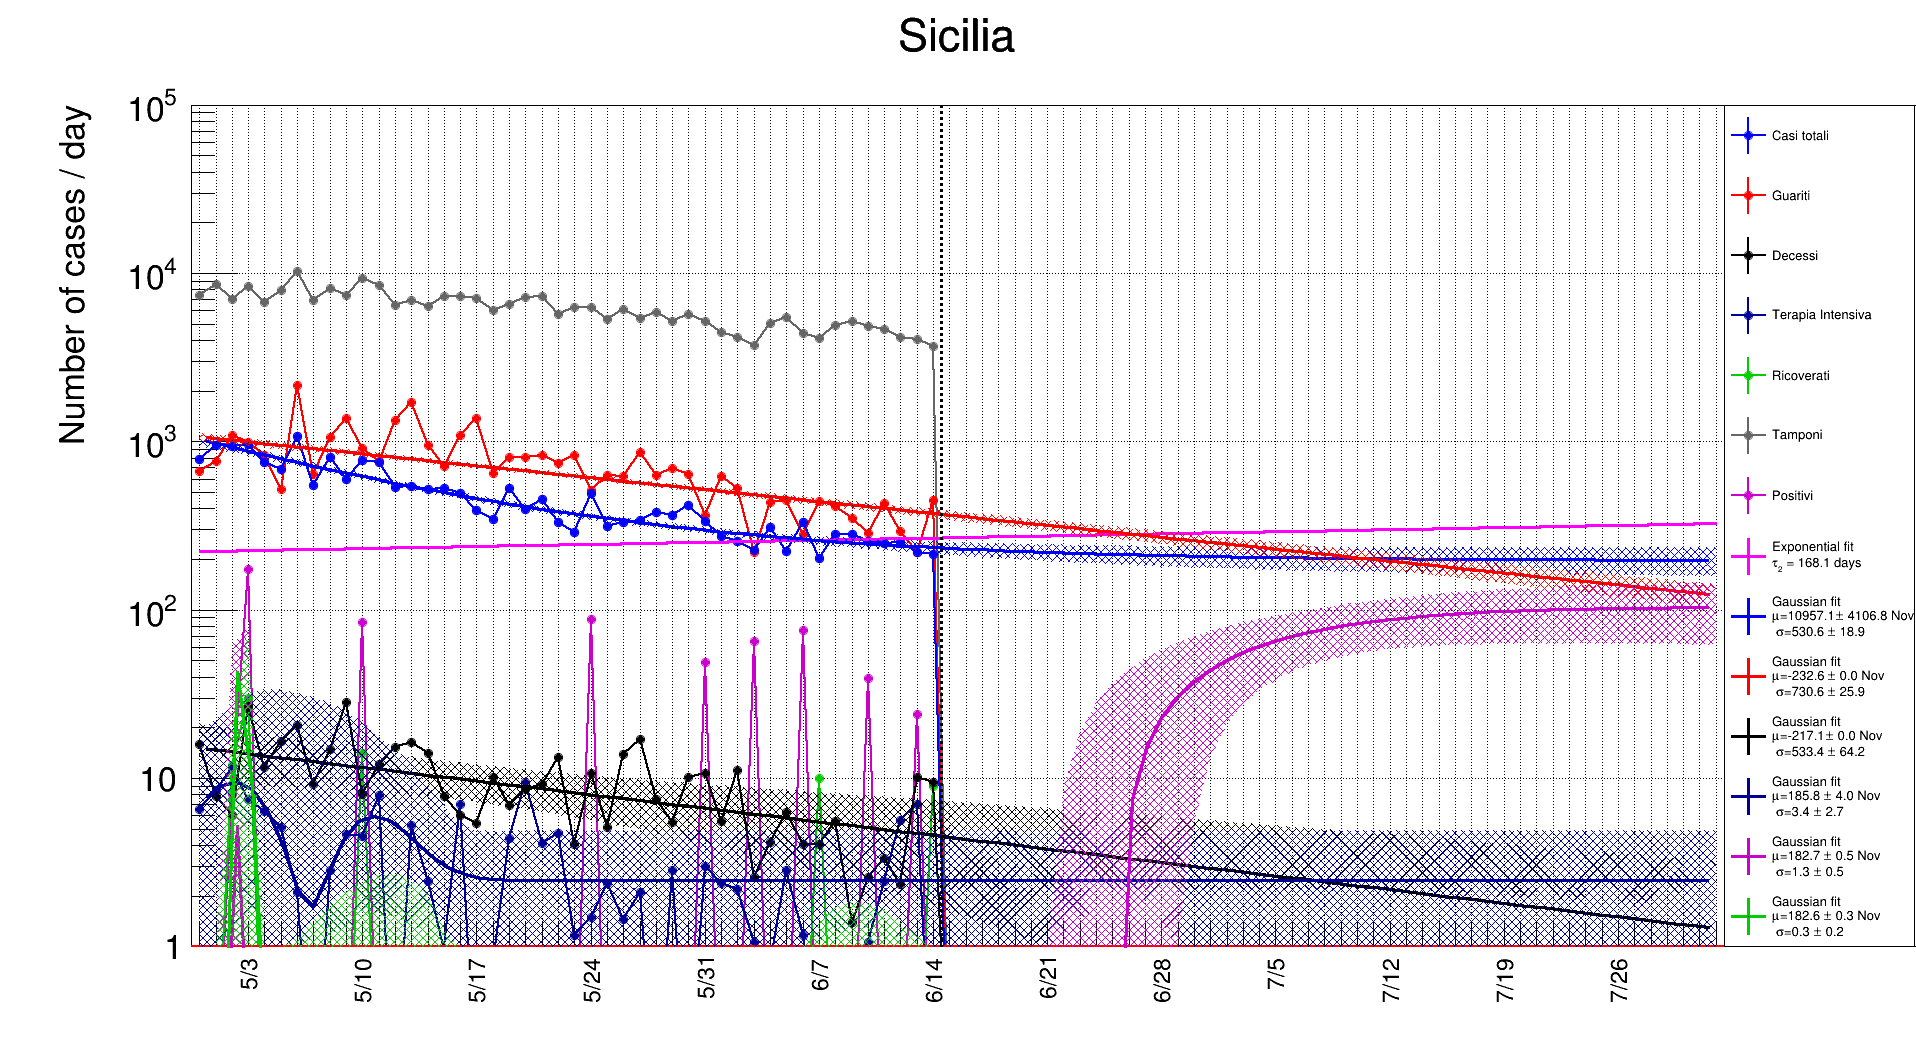 Sicilia
Number of cases / day
10^5
10^4
10^3
10^2
10
1
5/3
5/10
5/17
5/24
5/31
6/7
6/14
6/21
6/28
7/5
7/12
7/19
7/26
Casi totali
Guariti
Decessi
Terapia Intensiva
Ricoverati
Tamponi
Positivi
Exponential fit
τ₂ = 168.1 days
Gaussian fit
μ=10957.1± 4106.8 Nov
σ=530.6 ± 18.9
Gaussian fit
μ=-232.6 ± 0.0 Nov
σ=730.6 ± 25.9
Gaussian fit
μ=-217.1± 0.0 Nov
σ=533.4 ± 64.2
Gaussian fit
μ=185.8 ± 4.0 Nov
σ=3.4 ± 2.7
Gaussian fit
μ=182.7 ± 0.5 Nov
σ=1.3 ± 0.5
Gaussian fit
μ=182.6 ± 0.3 Nov
σ=0.3 ± 0.2